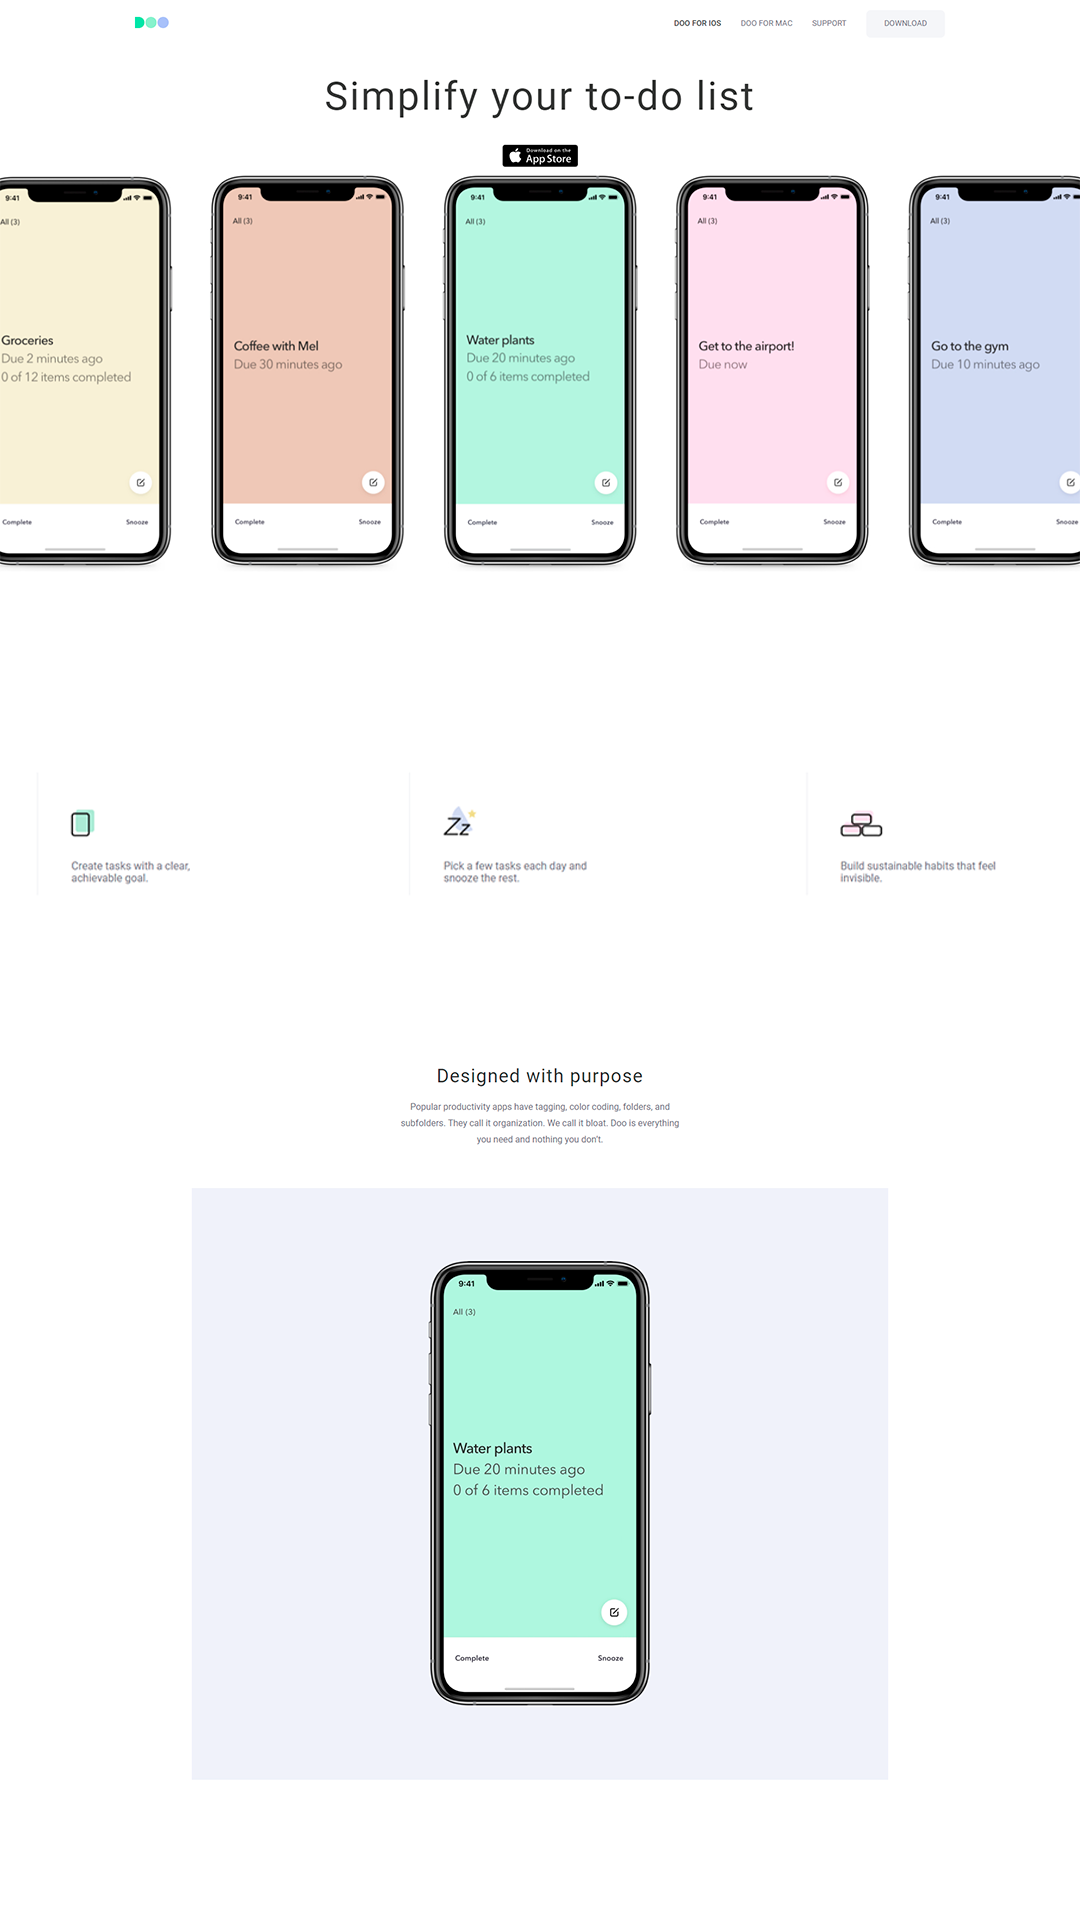 DOO
DOO FOR IOS
DOO FOR MAC
SUPPORT
DOWNLOAD
Simplify your to-do list
Download on the
App Store
9:41
All (3)
Groceries
Due 2 minutes ago
0 of 12 items completed
Complete
Snooze
9:41
All (3)
Coffee with Mel
Due 30 minutes ago
Complete
Snooze
9:41
All (3)
Water plants
Due 20 minutes ago
0 of 6 items completed
Complete
Snooze
9:41
All (3)
Get to the airport!
Due now
Complete
Snooze
9:41
All (3)
Go to the gym
Due 10 minutes ago
Complete
Snooze
Zz
Create tasks with a clear,
achievable goal.
Pick a few tasks each day and
snooze the rest.
Build sustainable habits that feel
invisible.
Designed with purpose
Popular productivity apps have tagging, color coding, folders, and
subfolders. They call it organization. We call it bloat. Doo is everything
you need and nothing you don't.
9:41
All (3)
Water plants
Due 20 minutes ago
0 of 6 items completed
Complete
Snooze